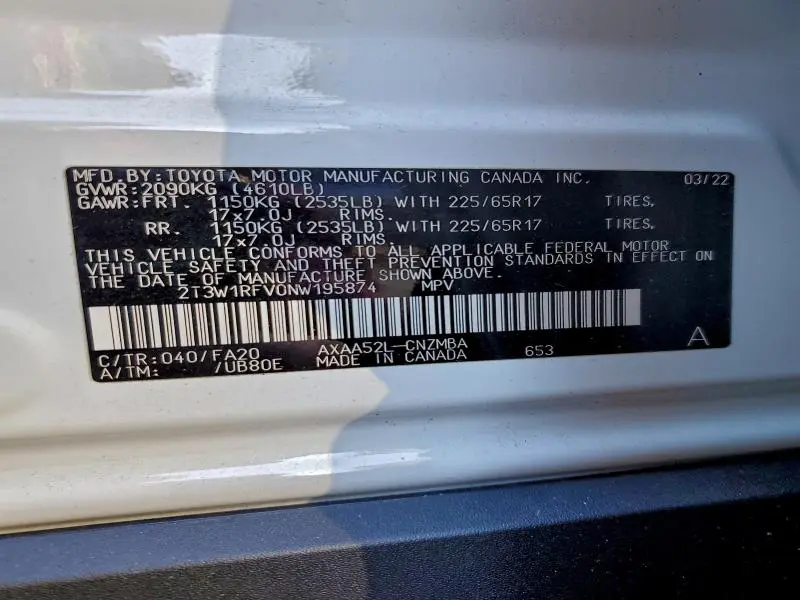 MFD.BY:TOYOTA MOTOR MANUFACTURING CANADA INC. 03/22
GVWR:2090KG (4610LB)
GAWR:FRT. 1150KG (2535LB) WITH 225/65R17 TIRES,
17x7.0J RIMS.
RR. 1150KG (2535LB) WITH 225/65R17 TIRES,
17x7.0J RIMS.
THIS VEHICLE CONFORMS TO ALL APPLICABLE FEDERAL MOTOR
VEHICLE SAFETY AND THEFT PREVENTION STANDARDS IN EFFECT ON
THE DATE OF MANUFACTURE SHOWN ABOVE.
2T3W1RFV0NW195874 MPV
C/TR:040/FA20 AXAA52L-CNZMBA 653 A
A/TM: /UB80E MADE IN CANADA